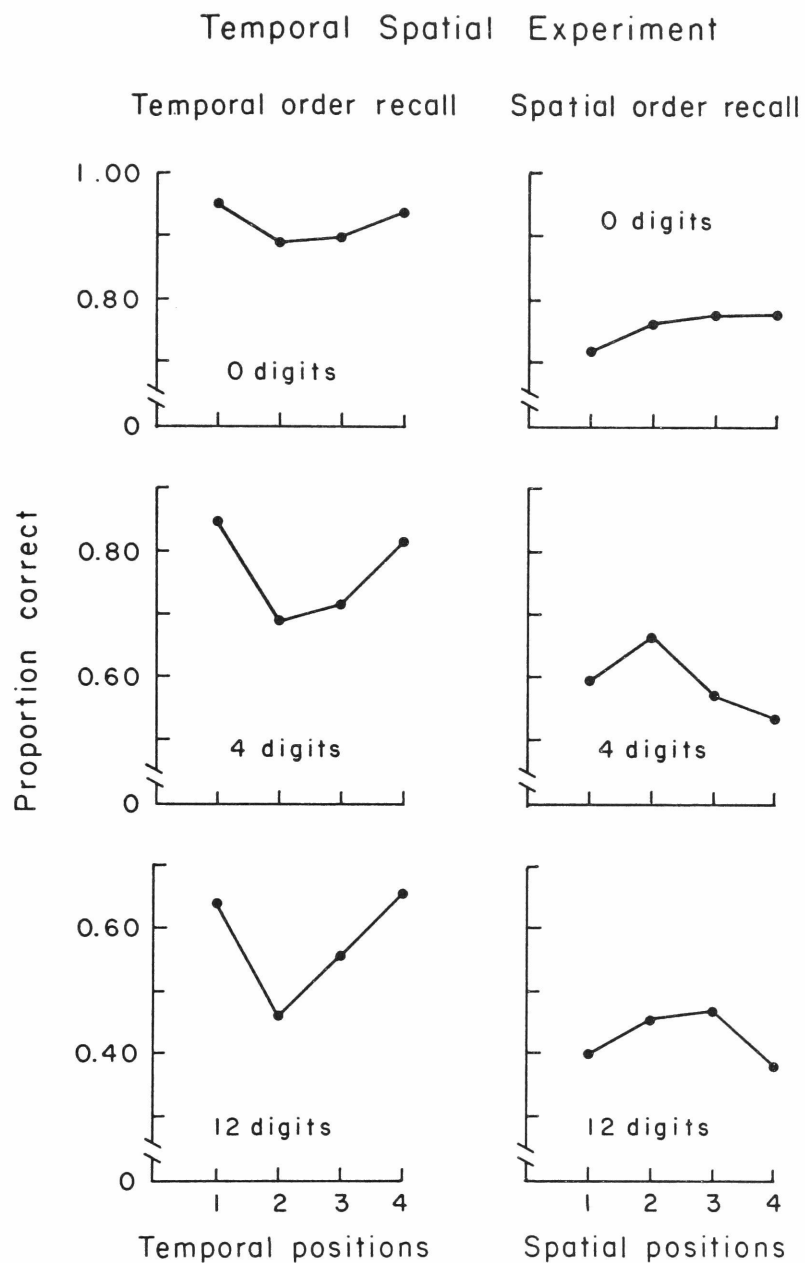 Temporal Spatial Experiment
Temporal order recall
Spatial order recall
1.00
0.80
0
0 digits
0 digits
Proportion correct
0.80
0.60
0
4 digits
4 digits
0.60
0.40
0
12 digits
12 digits
1 2 3 4
1 2 3 4
Temporal positions
Spatial positions